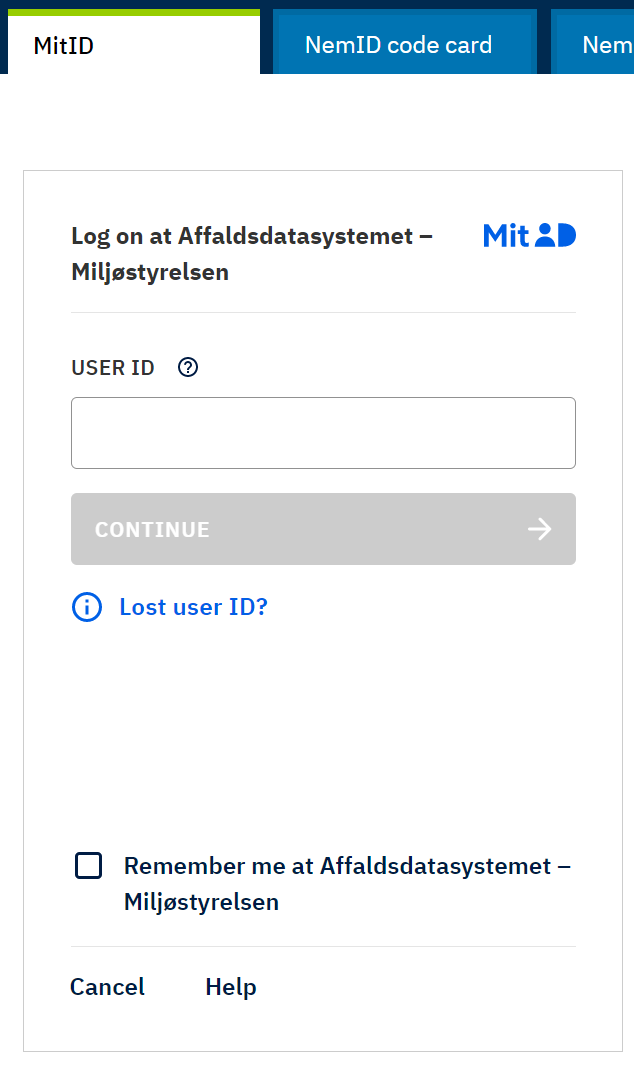 MitID
NemID code card
Nem
Log on at Affaldsdatasystemet –
Miljøstyrelsen
Mit D
USER ID
CONTINUE
Lost user ID?
Remember me at Affaldsdatasystemet –
Miljøstyrelsen
Cancel
Help